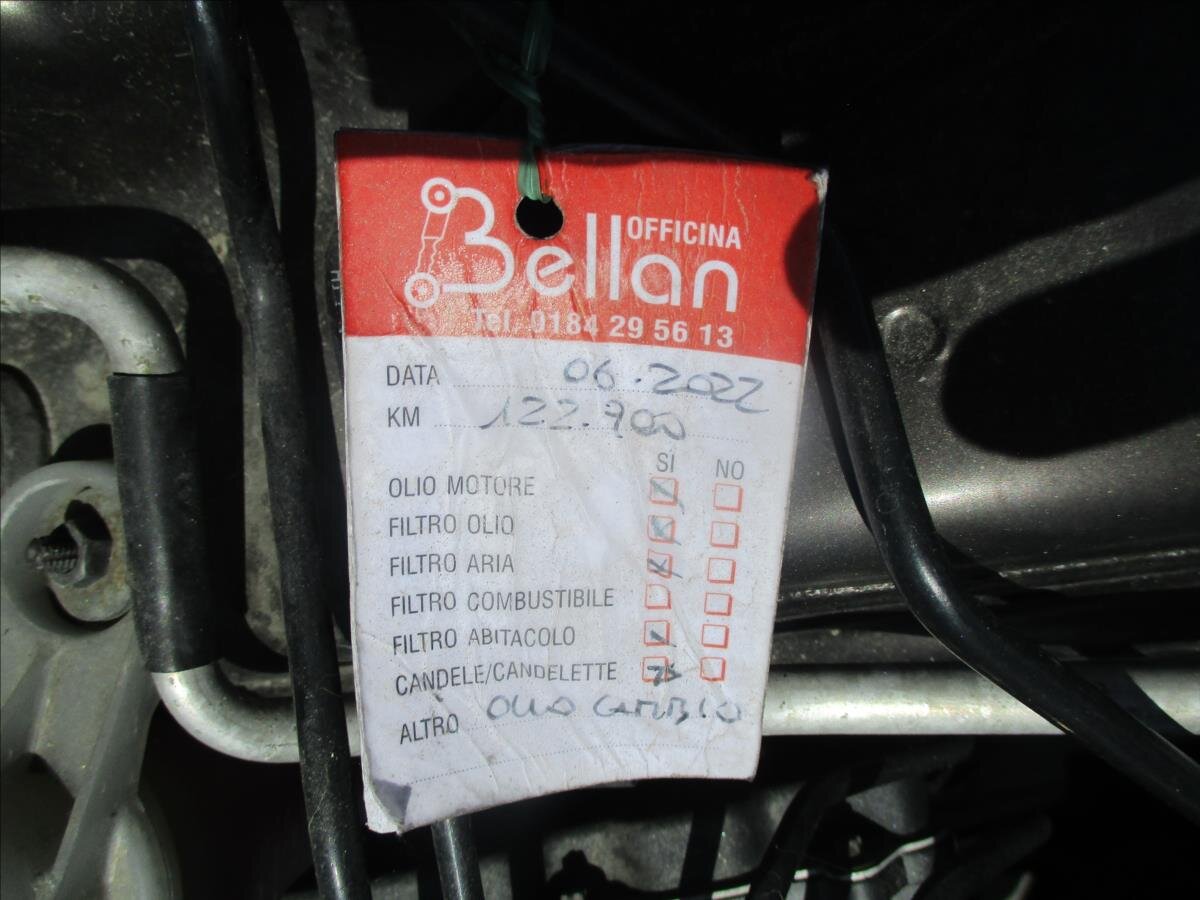 OFFICINA
Bellan
Tel 0184 29 56 13
DATA 06.2022
KM 122.900
SI NO
OLIO MOTORE
FILTRO OLIO
FILTRO ARIA
FILTRO COMBUSTIBILE
FILTRO ABITACOLO
CANDELE/CANDELETTE
ALTRO OLIO CAMBIO